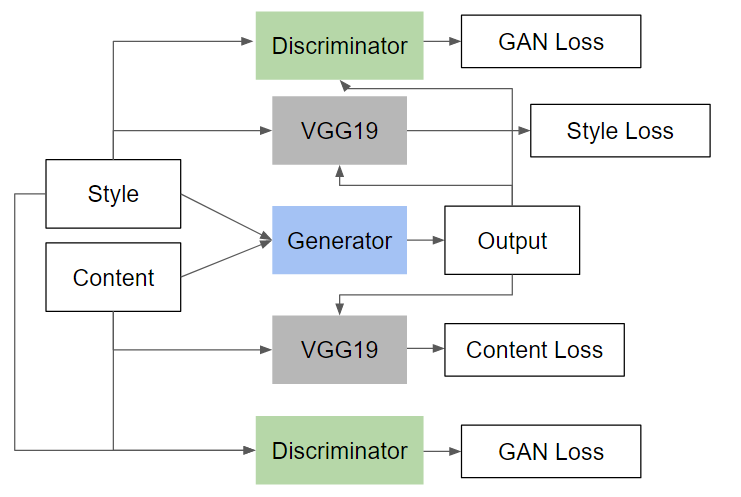 Discriminator
GAN Loss
VGG19
Style Loss
Style
Generator
Output
Content
VGG19
Content Loss
Discriminator
GAN Loss